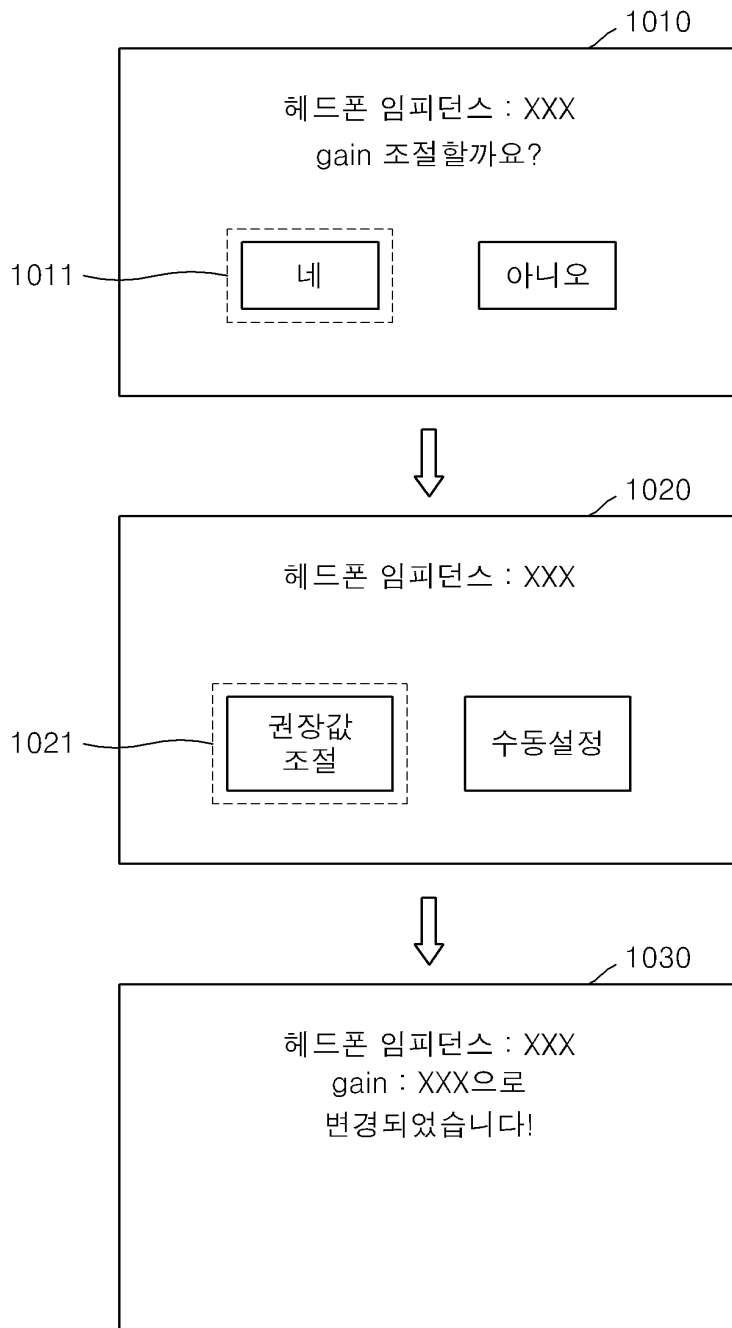 1010
헤드폰 임피던스 : XXX
gain 조절할까요?
1011
네
아니오
1020
헤드폰 임피던스 : XXX
1021
권장값
조절
수동설정
1030
헤드폰 임피던스 : XXX
gain : XXX으로
변경되었습니다!